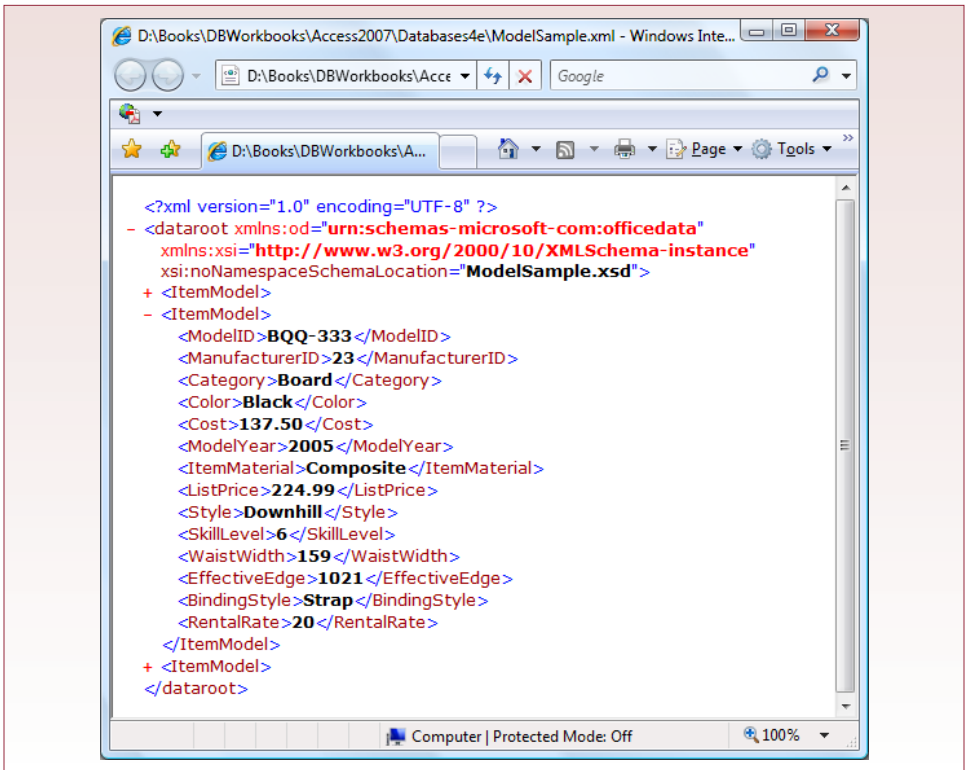 D:\Books\DBWorkbooks\Access2007\Databases4e\ModelSample.xml - Windows Inte...
D:\Books\DBWorkbooks\Acce
Google
D:\Books\DBWorkbooks\A...
Page
Tools
»
<?xml version="1.0" encoding="UTF-8" ?>
- <dataroot xmlns:od="urn:schemas-microsoft-com:officedata"
xmlns:xsi="http://www.w3.org/2000/10/XMLSchema-instance"
xsi:noNamespaceSchemaLocation="ModelSample.xsd">
+ <ItemModel>
- <ItemModel>
<ModelID>BQQ-333</ModelID>
<ManufacturerID>23</ManufacturerID>
<Category>Board</Category>
<Color>Black</Color>
<Cost>137.50</Cost>
<ModelYear>2005</ModelYear>
<ItemMaterial>Composite</ItemMaterial>
<ListPrice>224.99</ListPrice>
<Style>Downhill</Style>
<SkillLevel>6</SkillLevel>
<WaistWidth>159</WaistWidth>
<EffectiveEdge>1021</EffectiveEdge>
<BindingStyle>Strap</BindingStyle>
<RentalRate>20</RentalRate>
</ItemModel>
+ <ItemModel>
</dataroot>
Computer | Protected Mode: Off
100%